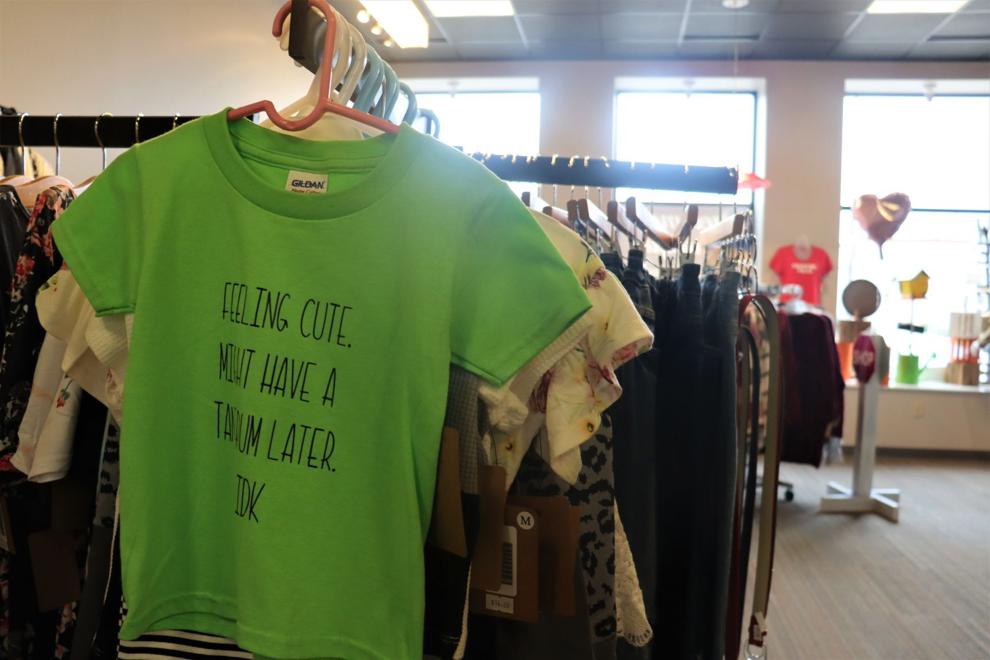 GILDAN
FEELING CUTE.
MIGHT HAVE A
TANTRUM LATER.
IDK
M